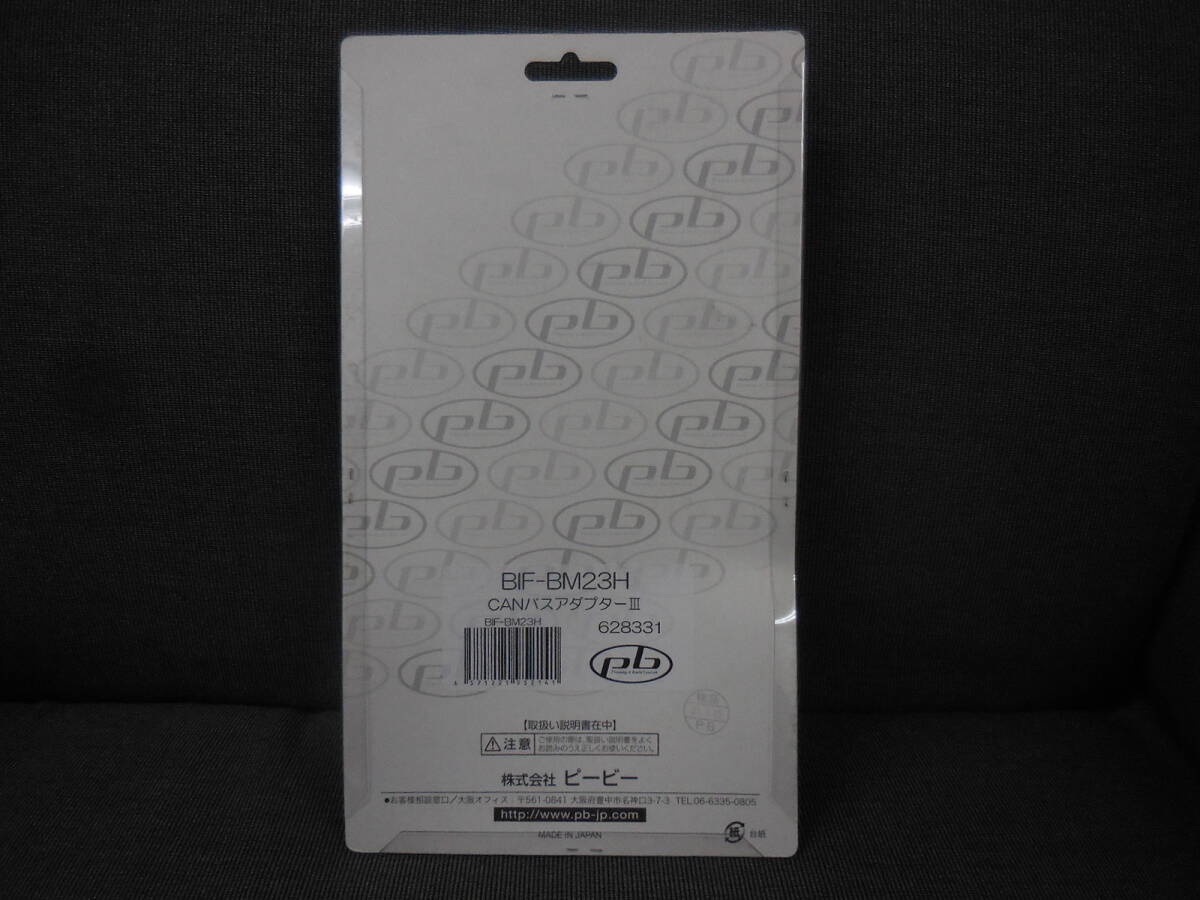 BIF-BM23H
CANバスアダプターⅢ
BIF-BM23H
628331
pb
【取扱い説明書在中】
注意
ご使用の際は、取扱い説明書をよく
お読みのうえ正しくお使いください。
株式会社 ピービー
●お客様相談窓口／大阪オフィス：〒561-0841 大阪府豊中市名神口3-7-3 TEL.06-6335-0805
http://www.pb-jp.com
MADE IN JAPAN
紙 台紙